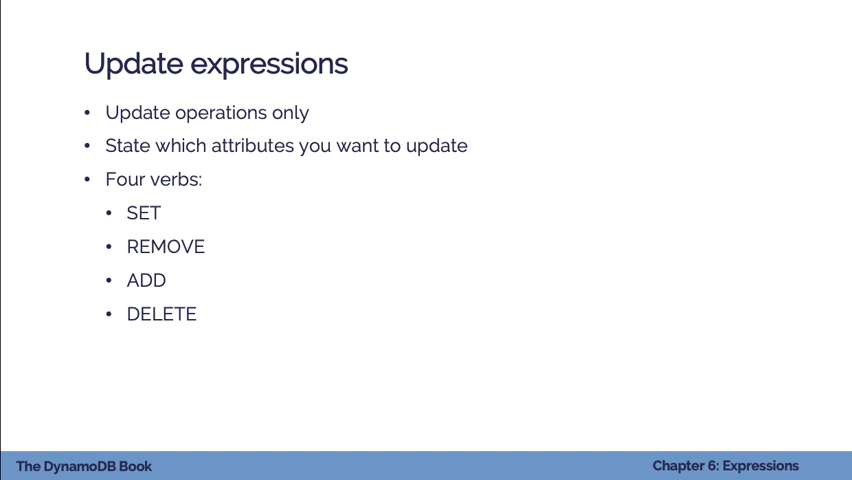 Update expressions
• Update operations only
• State which attributes you want to update
• Four verbs:
• SET
• REMOVE
• ADD
• DELETE
The DynamoDB Book
Chapter 6: Expressions